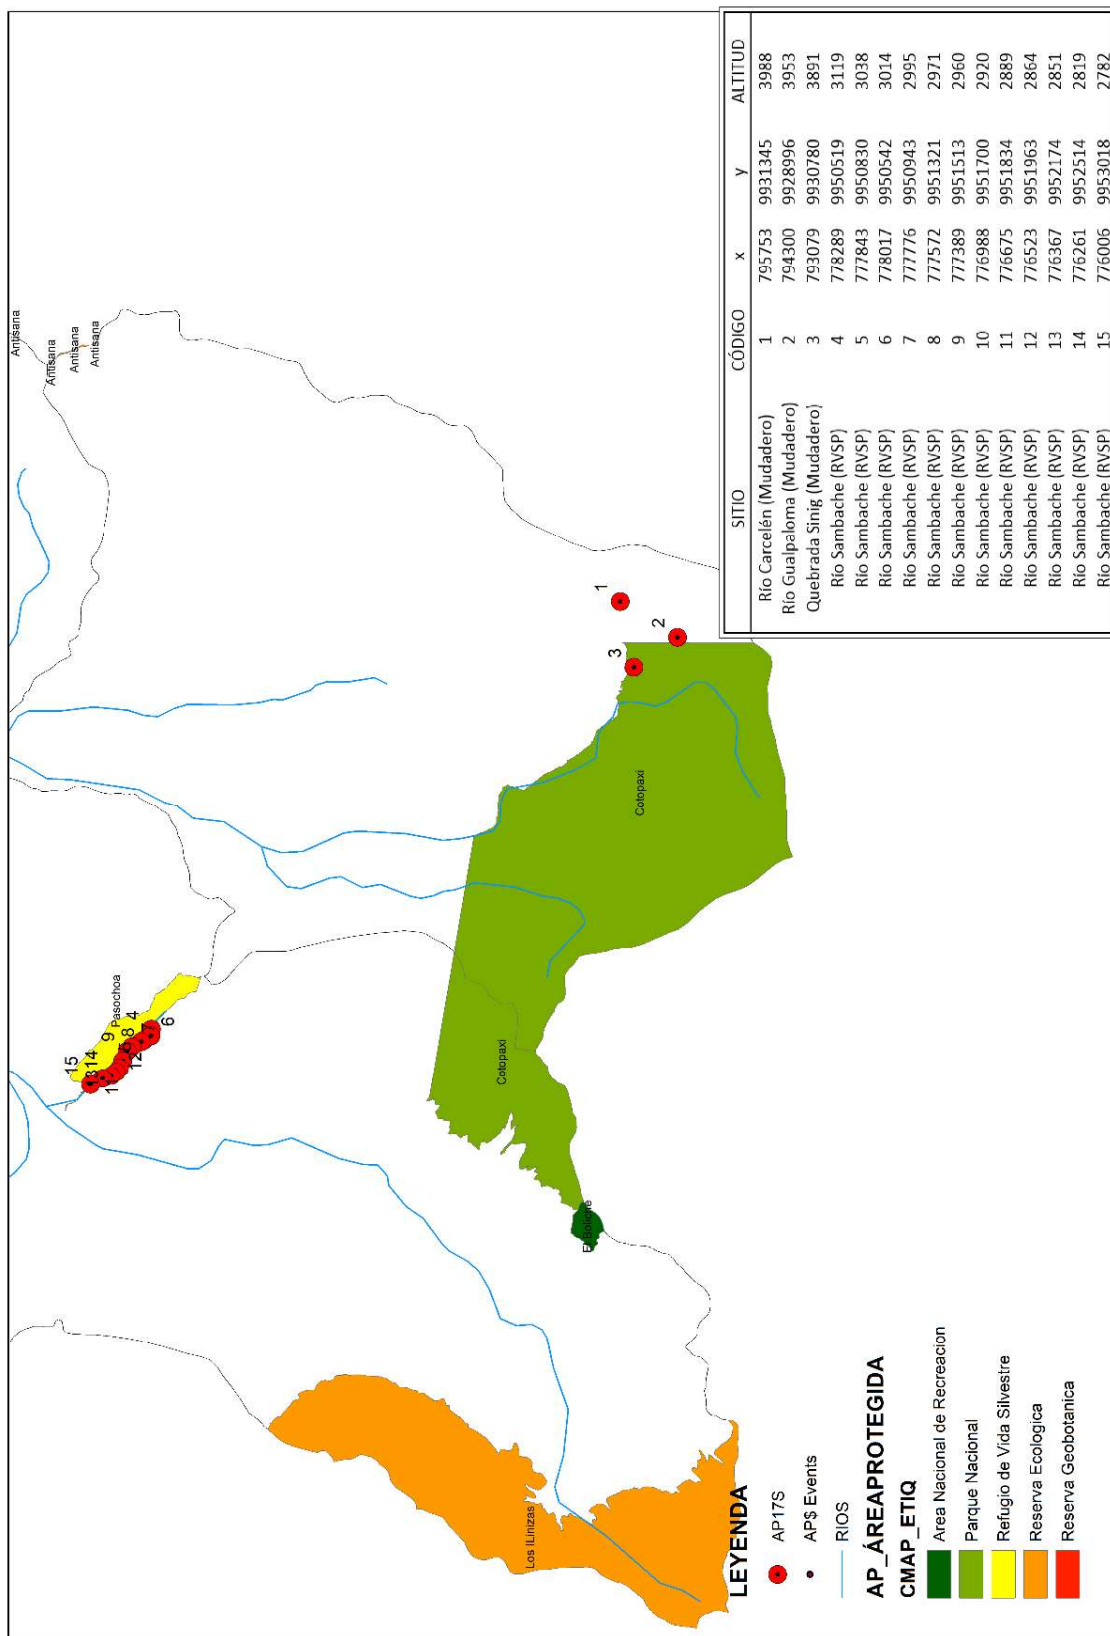 Antisana
Antisana
Antisana
Antisana
15
14
13
1
9
Pasochoa
8
4
12
7
6
1
2
3
Cotopaxi
Cotopaxi
El Boliche
Los ILinizas
LEYENDA
AP17S
AP$ Events
RIOS
AP_ÁREAPROTEGIDA
CMAP_ETIQ
Area Nacional de Recreacion
Parque Nacional
Refugio de Vida Silvestre
Reserva Ecologica
Reserva Geobotanica
SITIO CÓDIGO x y ALTITUD
Río Carcelén (Mudadero) 1 795753 9931345 3988
Río Gualpaloma (Mudadero) 2 794300 9928996 3953
Quebrada Sinig (Mudadero) 3 793079 9930780 3891
Río Sambache (RVSP) 4 778289 9950519 3119
Río Sambache (RVSP) 5 777843 9950830 3038
Río Sambache (RVSP) 6 778017 9950542 3014
Río Sambache (RVSP) 7 777776 9950943 2995
Río Sambache (RVSP) 8 777572 9951321 2971
Río Sambache (RVSP) 9 777389 9951513 2960
Río Sambache (RVSP) 10 776988 9951700 2920
Río Sambache (RVSP) 11 776675 9951834 2889
Río Sambache (RVSP) 12 776523 9951963 2864
Río Sambache (RVSP) 13 776367 9952174 2851
Río Sambache (RVSP) 14 776261 9952514 2819
Río Sambache (RVSP) 15 776006 9953018 2782